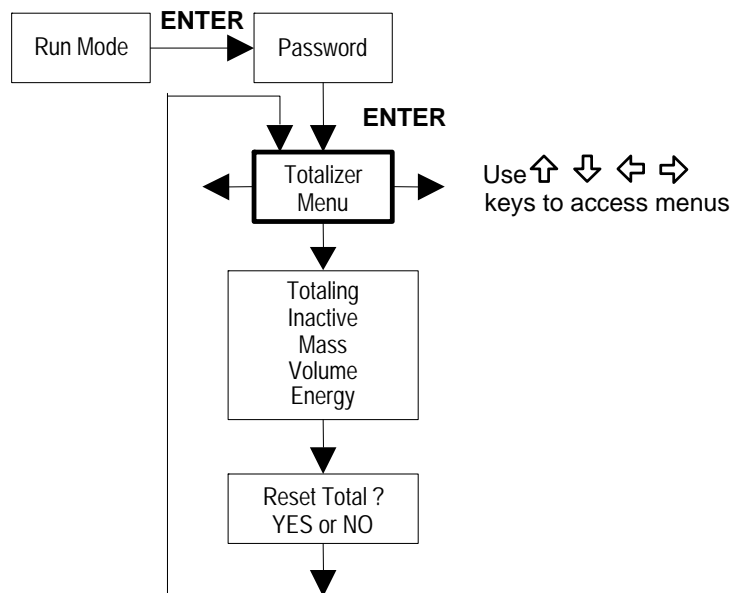 ENTER
Run Mode
Password
ENTER
Totalizer
Menu
Use
keys to access menus
Totaling
Inactive
Mass
Volume
Energy
Reset Total ?
YES or NO